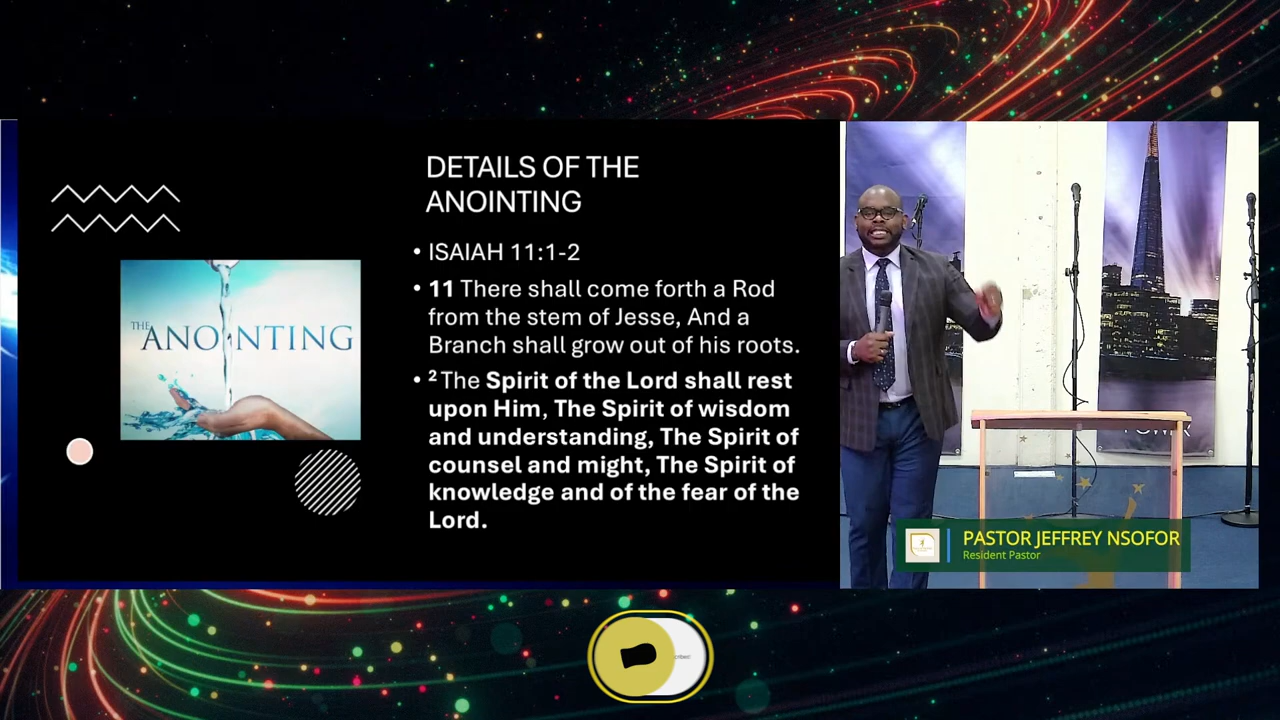 DETAILS OF THE
ANOINTING
• ISAIAH 11:1-2
• 11 There shall come forth a Rod
from the stem of Jesse, And a
Branch shall grow out of his roots.
• 2 The Spirit of the Lord shall rest
upon Him, The Spirit of wisdom
and understanding, The Spirit of
counsel and might, The Spirit of
knowledge and of the fear of the
Lord.
THE ANOINTING
PASTOR JEFFREY NSOFOR
Resident Pastor